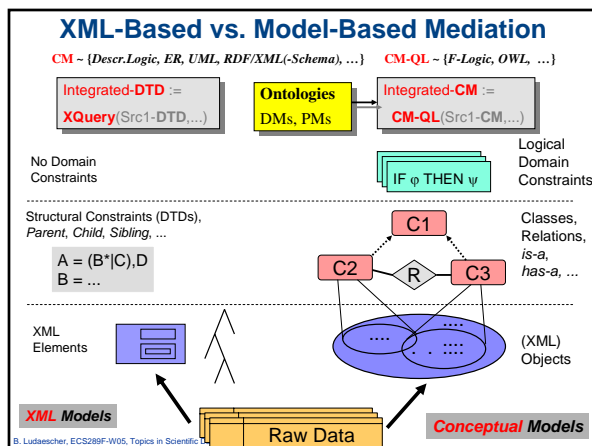 XML-Based vs. Model-Based Mediation
CM ~ {Descr.Logic, ER, UML, RDF/XML(-Schema), …}
CM-QL ~ {F-Logic, OWL, …}
Integrated-DTD :=
XQuery(Src1-DTD,...)
Ontologies
DMs, PMs
Integrated-CM :=
CM-QL(Src1-CM,...)
No Domain
Constraints
IF φ THEN ψ
Logical
Domain
Constraints
Structural Constraints (DTDs),
Parent, Child, Sibling, ...
A = (B*|C),D
B = ...
C1
C2
R
C3
Classes,
Relations,
is-a,
has-a, ...
XML
Elements
....
....
....
. . ....
(XML)
Objects
XML Models
Raw Data
Conceptual Models
B. Ludaescher, ECS289F-W05, Topics in Scientific